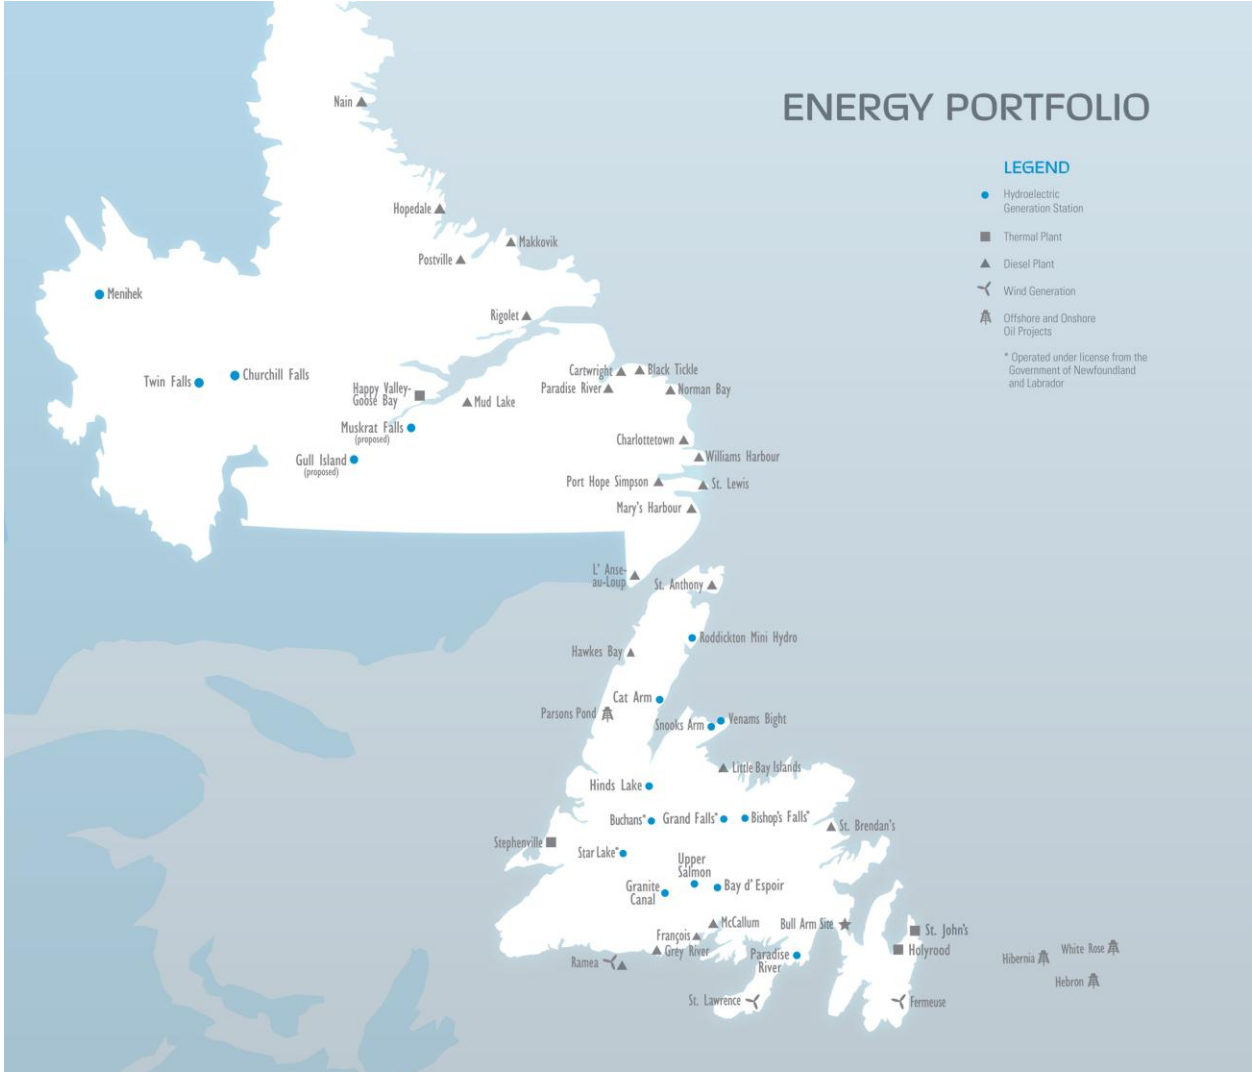 ENERGY PORTFOLIO
LEGEND
Hydroelectric
Generation Station
Thermal Plant
Diesel Plant
Wind Generation
Offshore and Onshore
Oil Projects
* Operated under license from the
Government of Newfoundland
and Labrador
Nain
Hopedale
Makkovik
Postville
Menihek
Rigolet
Twin Falls
Churchill Falls
Happy Valley-
Goose Bay
Mud Lake
Cartwright
Black Tickle
Paradise River
Norman Bay
Muskrat Falls
(proposed)
Gull Island
(proposed)
Charlottetown
Williams Harbour
Port Hope Simpson
St. Lewis
Mary's Harbour
L' Anse-
au-Loup
St. Anthony
Roddickton Mini Hydro
Hawkes Bay
Cat Arm
Parsons Pond
Snooks Arm
Venams Bight
Little Bay Islands
Hinds Lake
Buchans*
Grand Falls*
Bishop's Falls*
St. Brendan's
Stephenville
Star Lake*
Upper
Salmon
Granite
Canal
Bay d' Espoir
McCallum
Bull Arm Site
St. John's
François
Grey River
Holyrood
Paradise
River
Ramea
Hibernia
White Rose
Hebron
St. Lawrence
Fermeuse